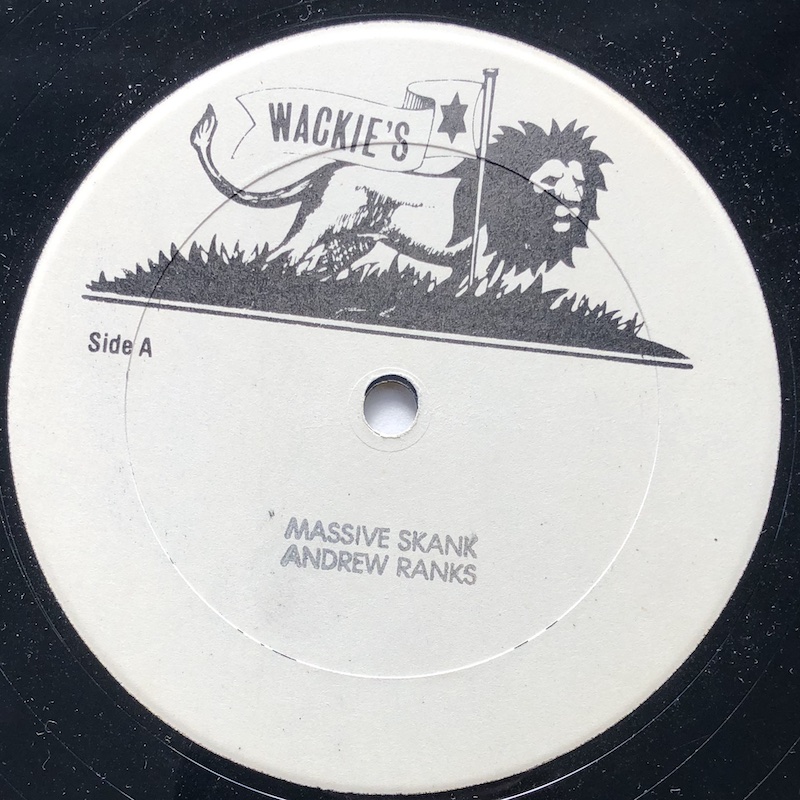 WACKIE'S
Side A
MASSIVE SKANK
ANDREW RANKS